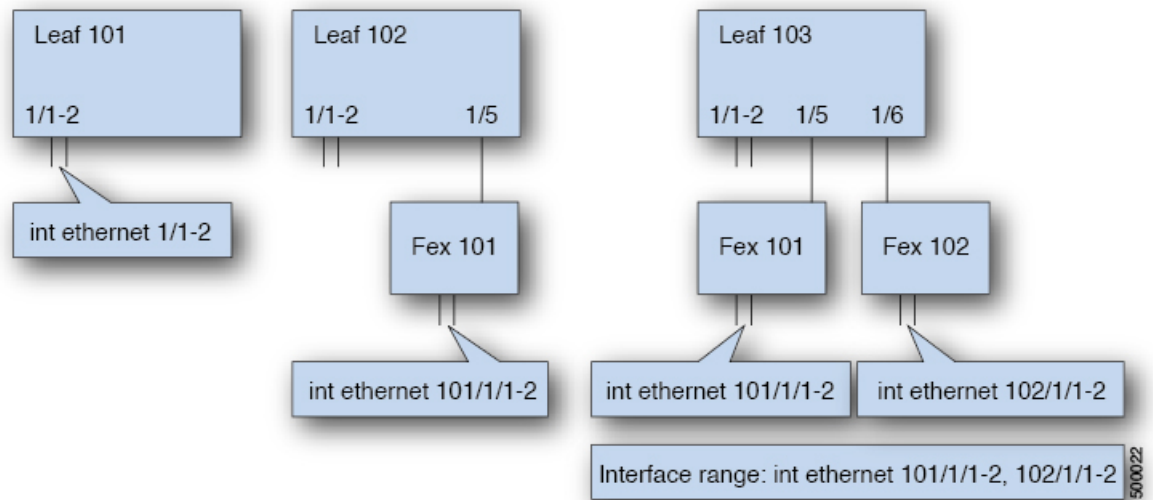 Leaf 101
1/1-2
int ethernet 1/1-2
Leaf 102
1/1-2 1/5
Fex 101
int ethernet 101/1/1-2
Leaf 103
1/1-2 1/5 1/6
Fex 101 Fex 102
int ethernet 101/1/1-2 int ethernet 102/1/1-2
Interface range: int ethernet 101/1/1-2, 102/1/1-2
500022